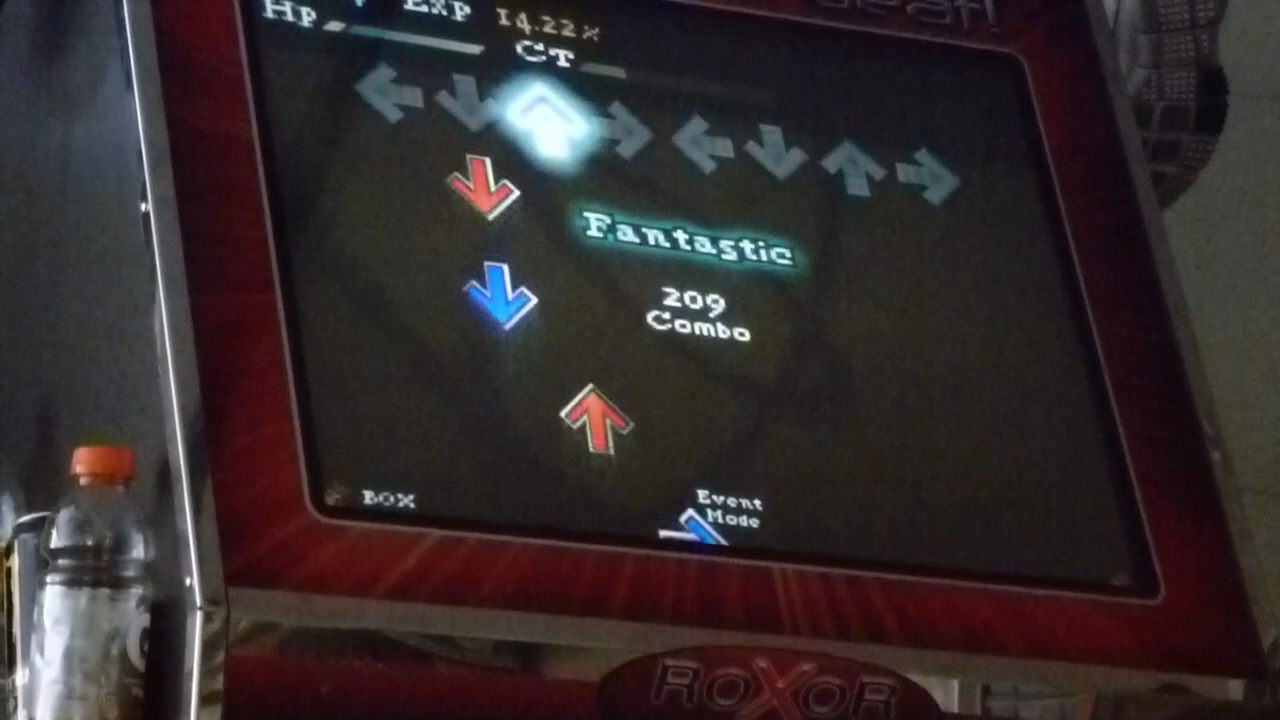 Hp Exp 14.22%
CT
Fantastic
209
Combo
BOX
Event
Mode
RoXoR